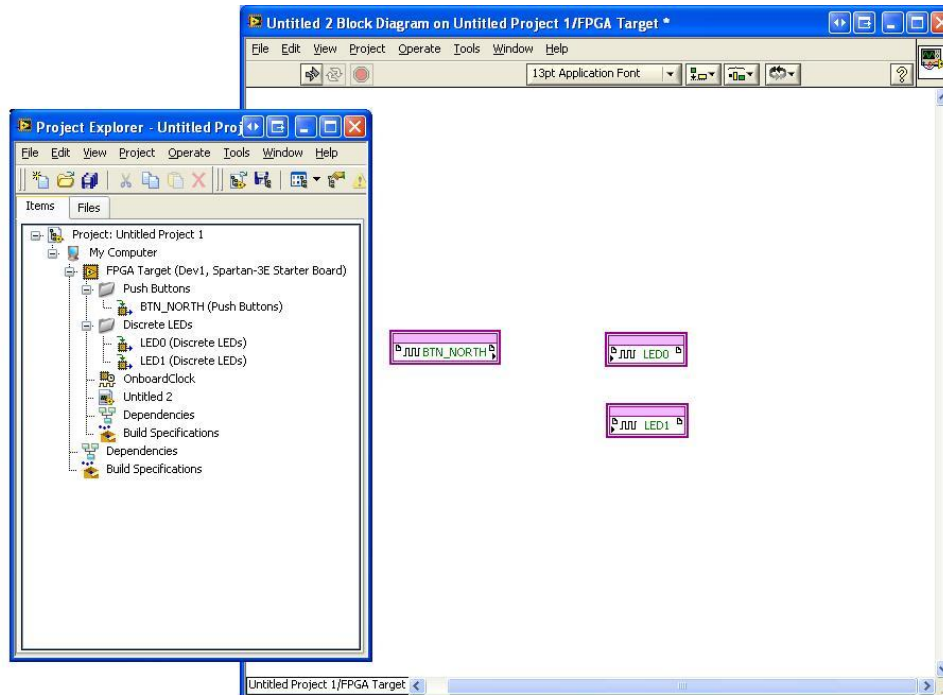 Untitled 2 Block Diagram on Untitled Project 1/FPGA Target *
File Edit View Project Operate Tools Window Help
13pt Application Font
Project Explorer - Untitled Proj
File Edit View Project Operate Tools Window Help
Items Files
Project: Untitled Project 1
My Computer
FPGA Target (Dev1, Spartan-3E Starter Board)
Push Buttons
BTN_NORTH (Push Buttons)
Discrete LEDs
LED0 (Discrete LEDs)
LED1 (Discrete LEDs)
OnboardClock
Untitled 2
Dependencies
Build Specifications
Dependencies
Build Specifications
BTN_NORTH
LED0
LED1
Untitled Project 1/FPGA Target